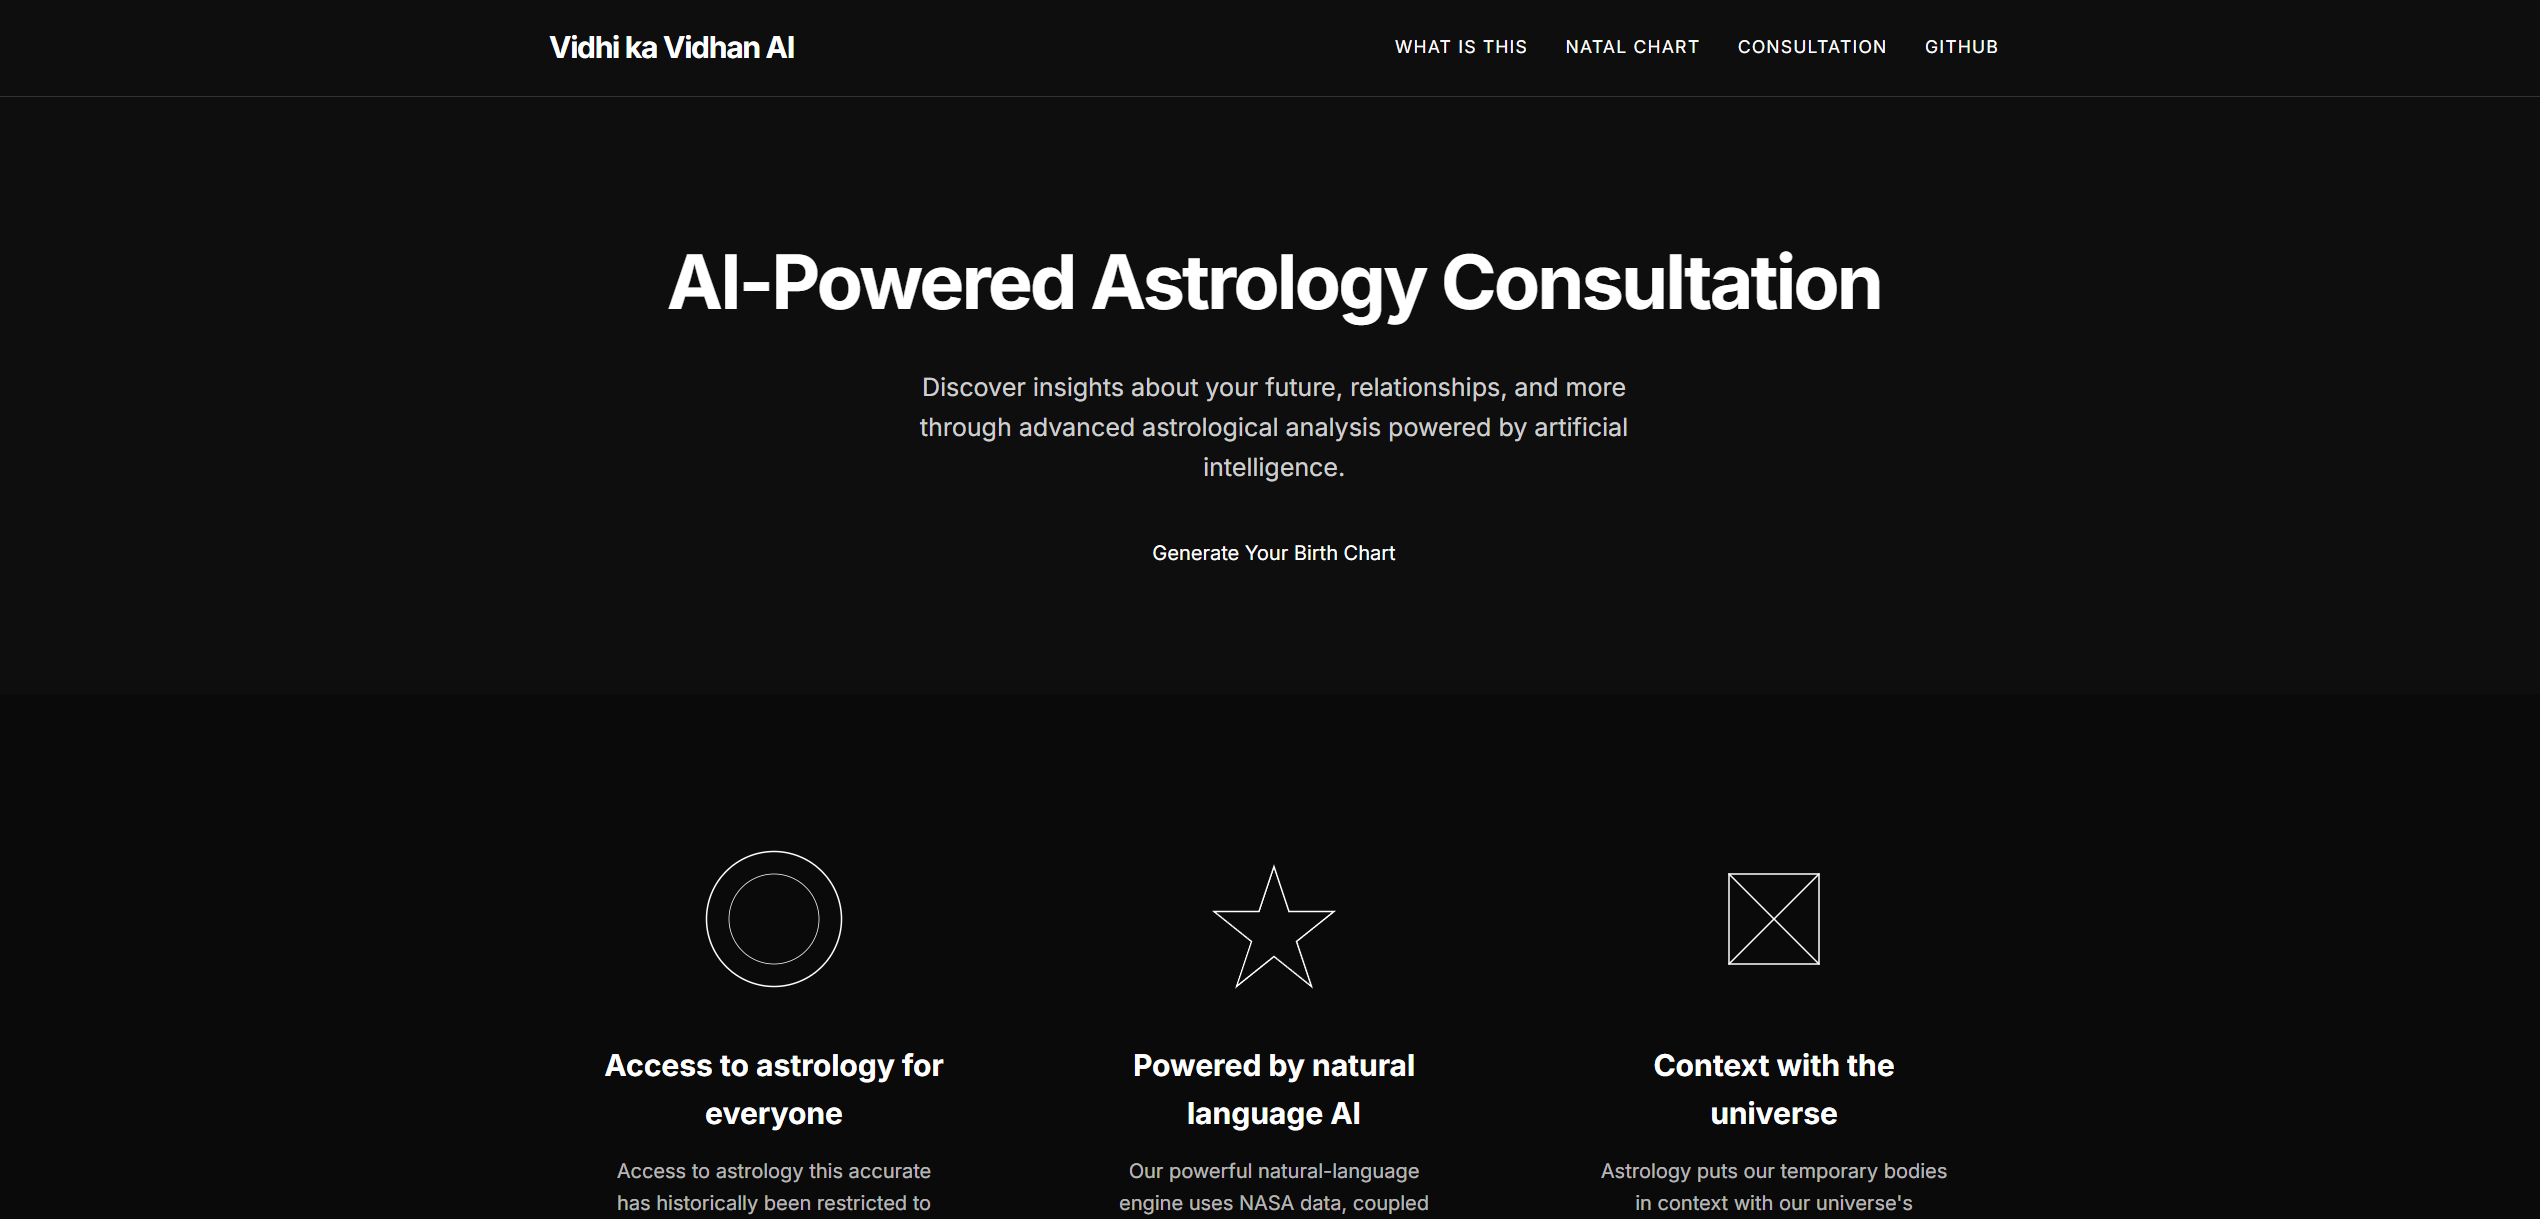 Vidhi ka Vidhan AI
WHAT IS THIS
NATAL CHART
CONSULTATION
GITHUB
AI-Powered Astrology Consultation
Discover insights about your future, relationships, and more
through advanced astrological analysis powered by artificial
intelligence.
Generate Your Birth Chart
Access to astrology for
everyone
Access to astrology this accurate
has historically been restricted to
Powered by natural
language AI
Our powerful natural-language
engine uses NASA data, coupled
Context with the
universe
Astrology puts our temporary bodies
in context with our universe's